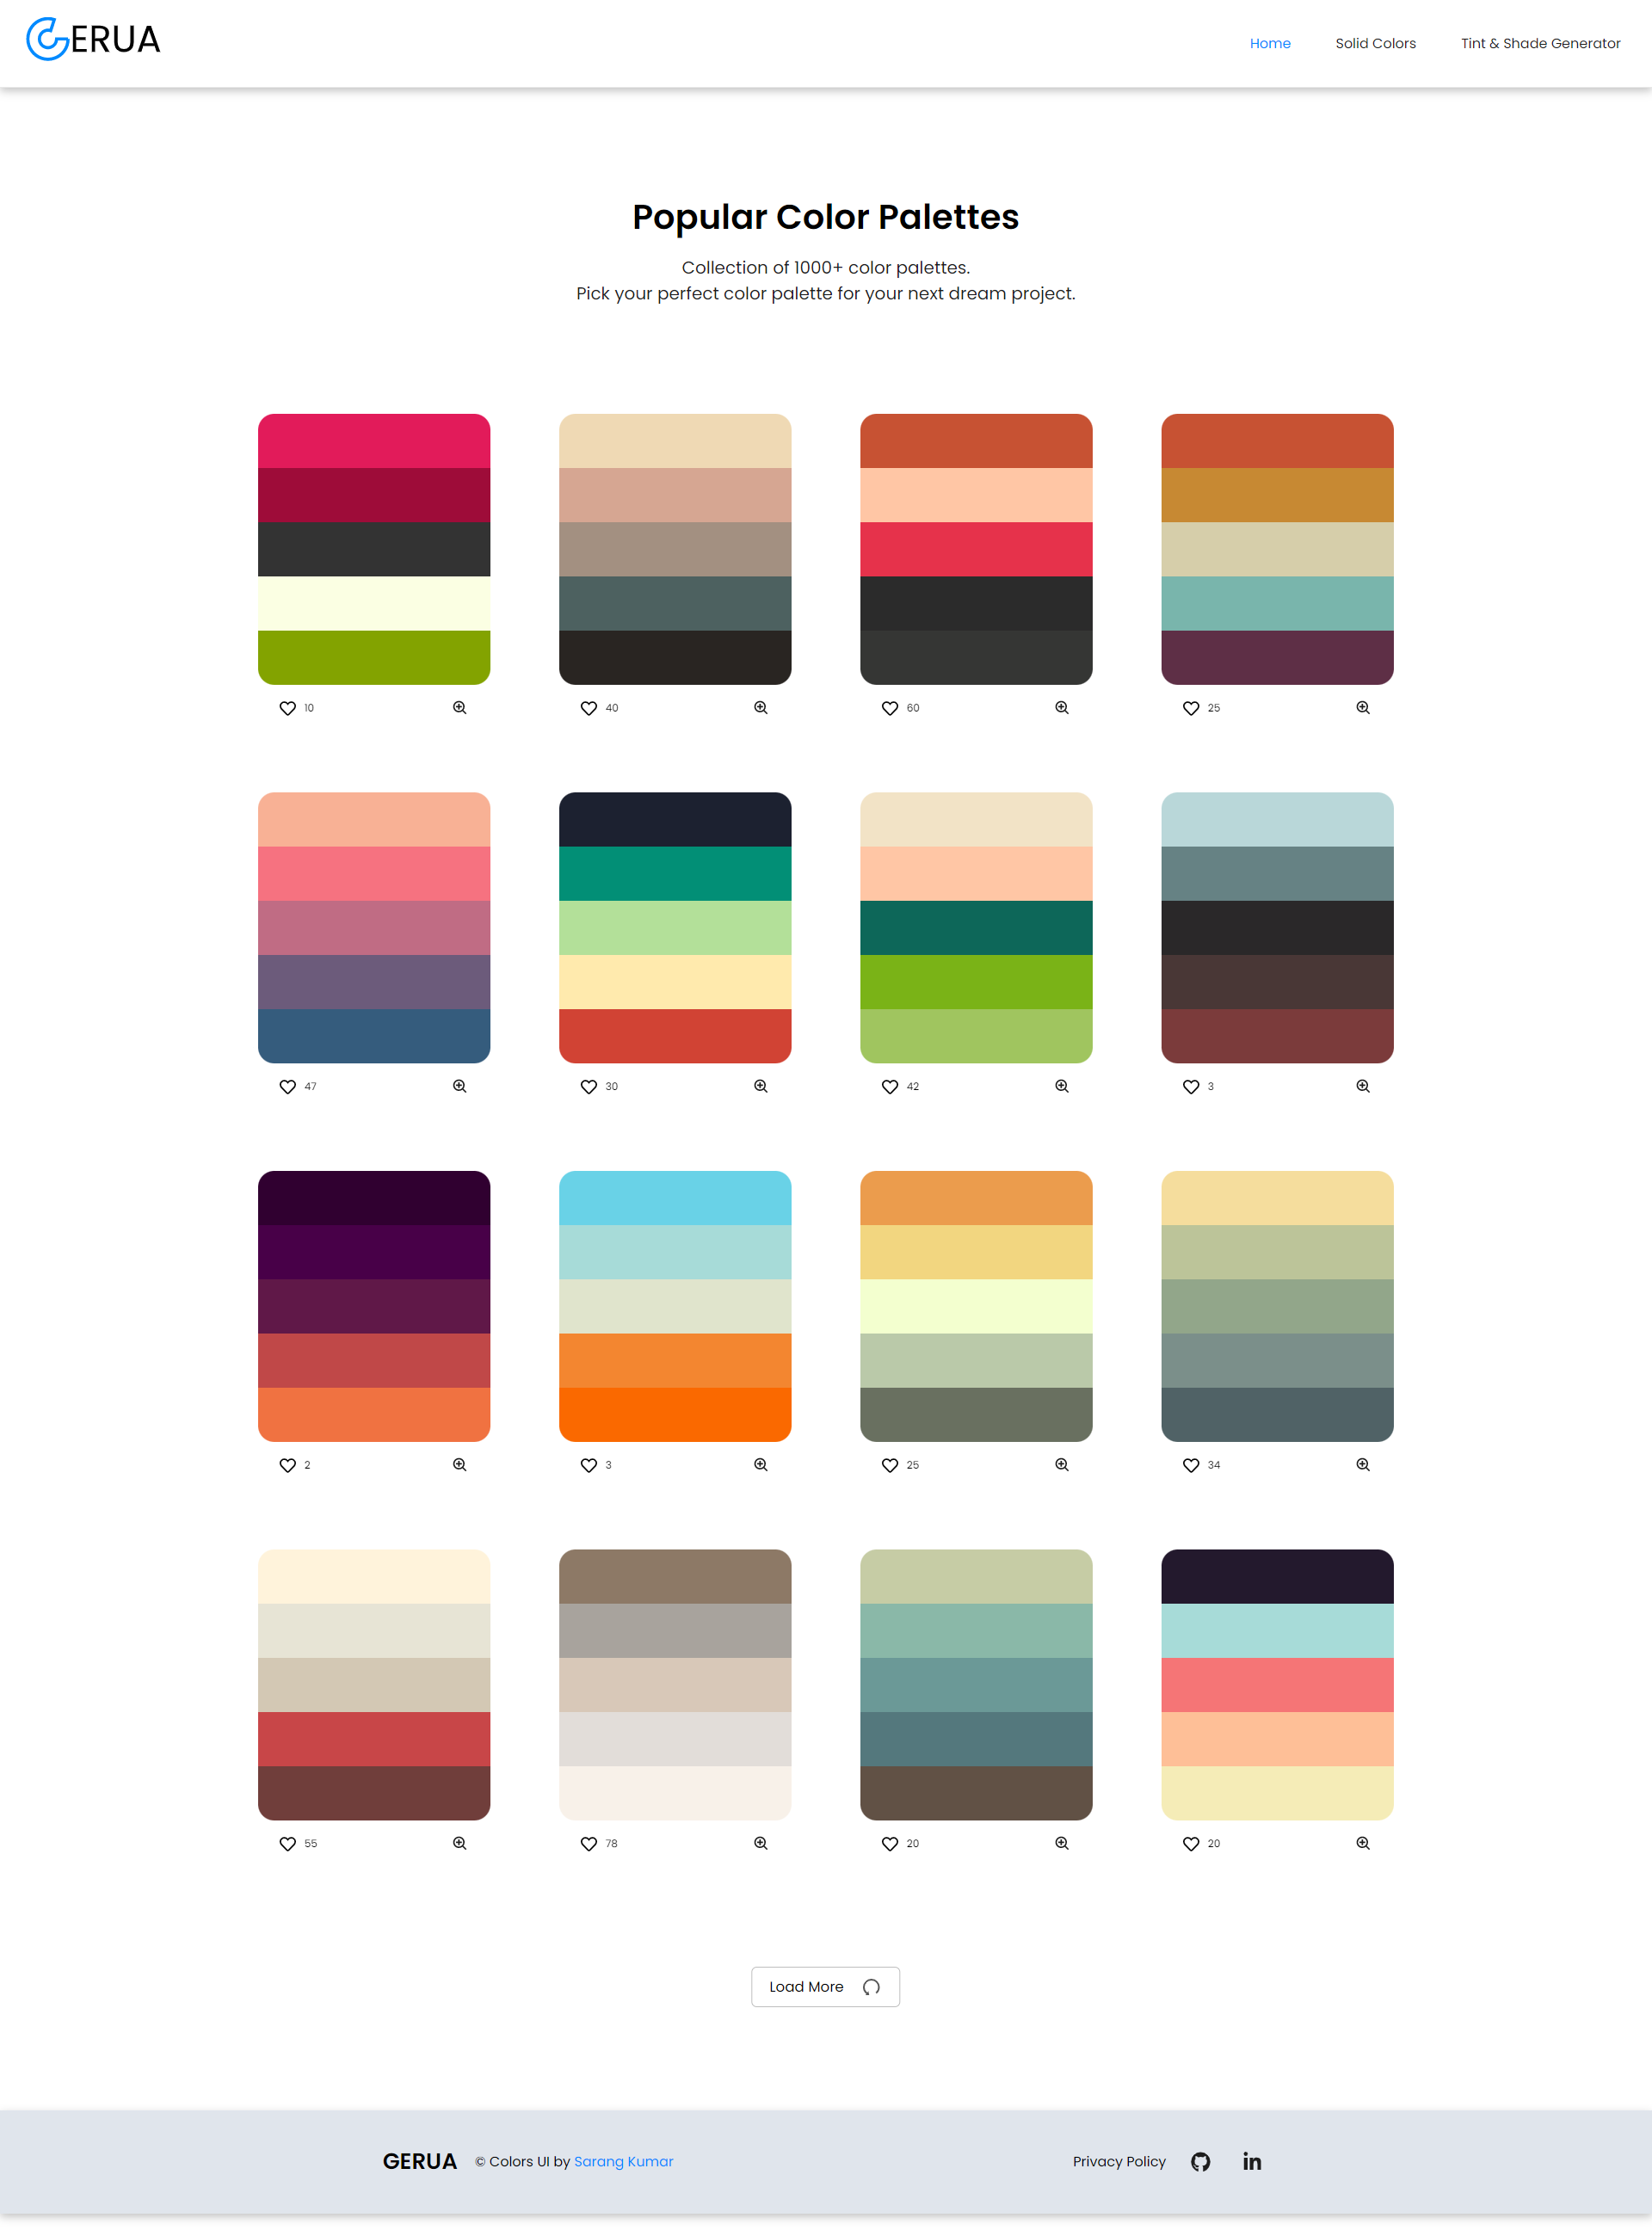 GERUA
Home
Solid Colors
Tint & Shade Generator
Popular Color Palettes
Collection of 1000+ color palettes.
Pick your perfect color palette for your next dream project.
10
40
60
25
47
30
42
3
2
3
25
34
55
78
20
20
Load More
GERUA
© Colors UI by Sarang Kumar
Privacy Policy
in